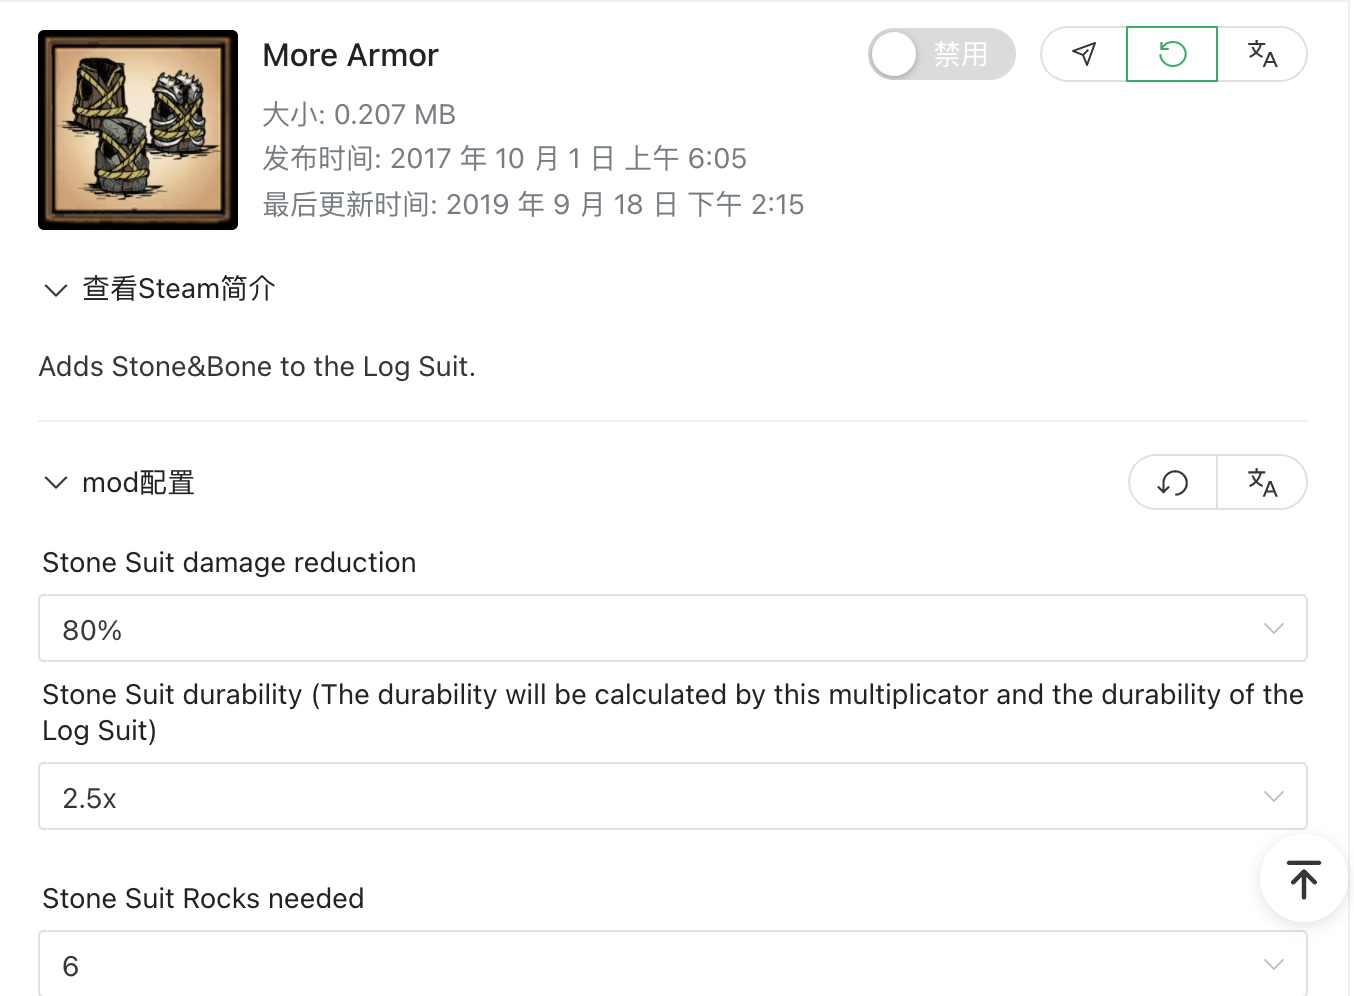 More Armor
禁用
文A
大小: 0.207 MB
发布时间: 2017 年 10 月 1 日 上午 6:05
最后更新时间: 2019 年 9 月 18 日 下午 2:15
查看Steam简介
Adds Stone&Bone to the Log Suit.
mod配置
文A
Stone Suit damage reduction
80%
Stone Suit durability (The durability will be calculated by this multiplicator and the durability of the
Log Suit)
2.5x
Stone Suit Rocks needed
6